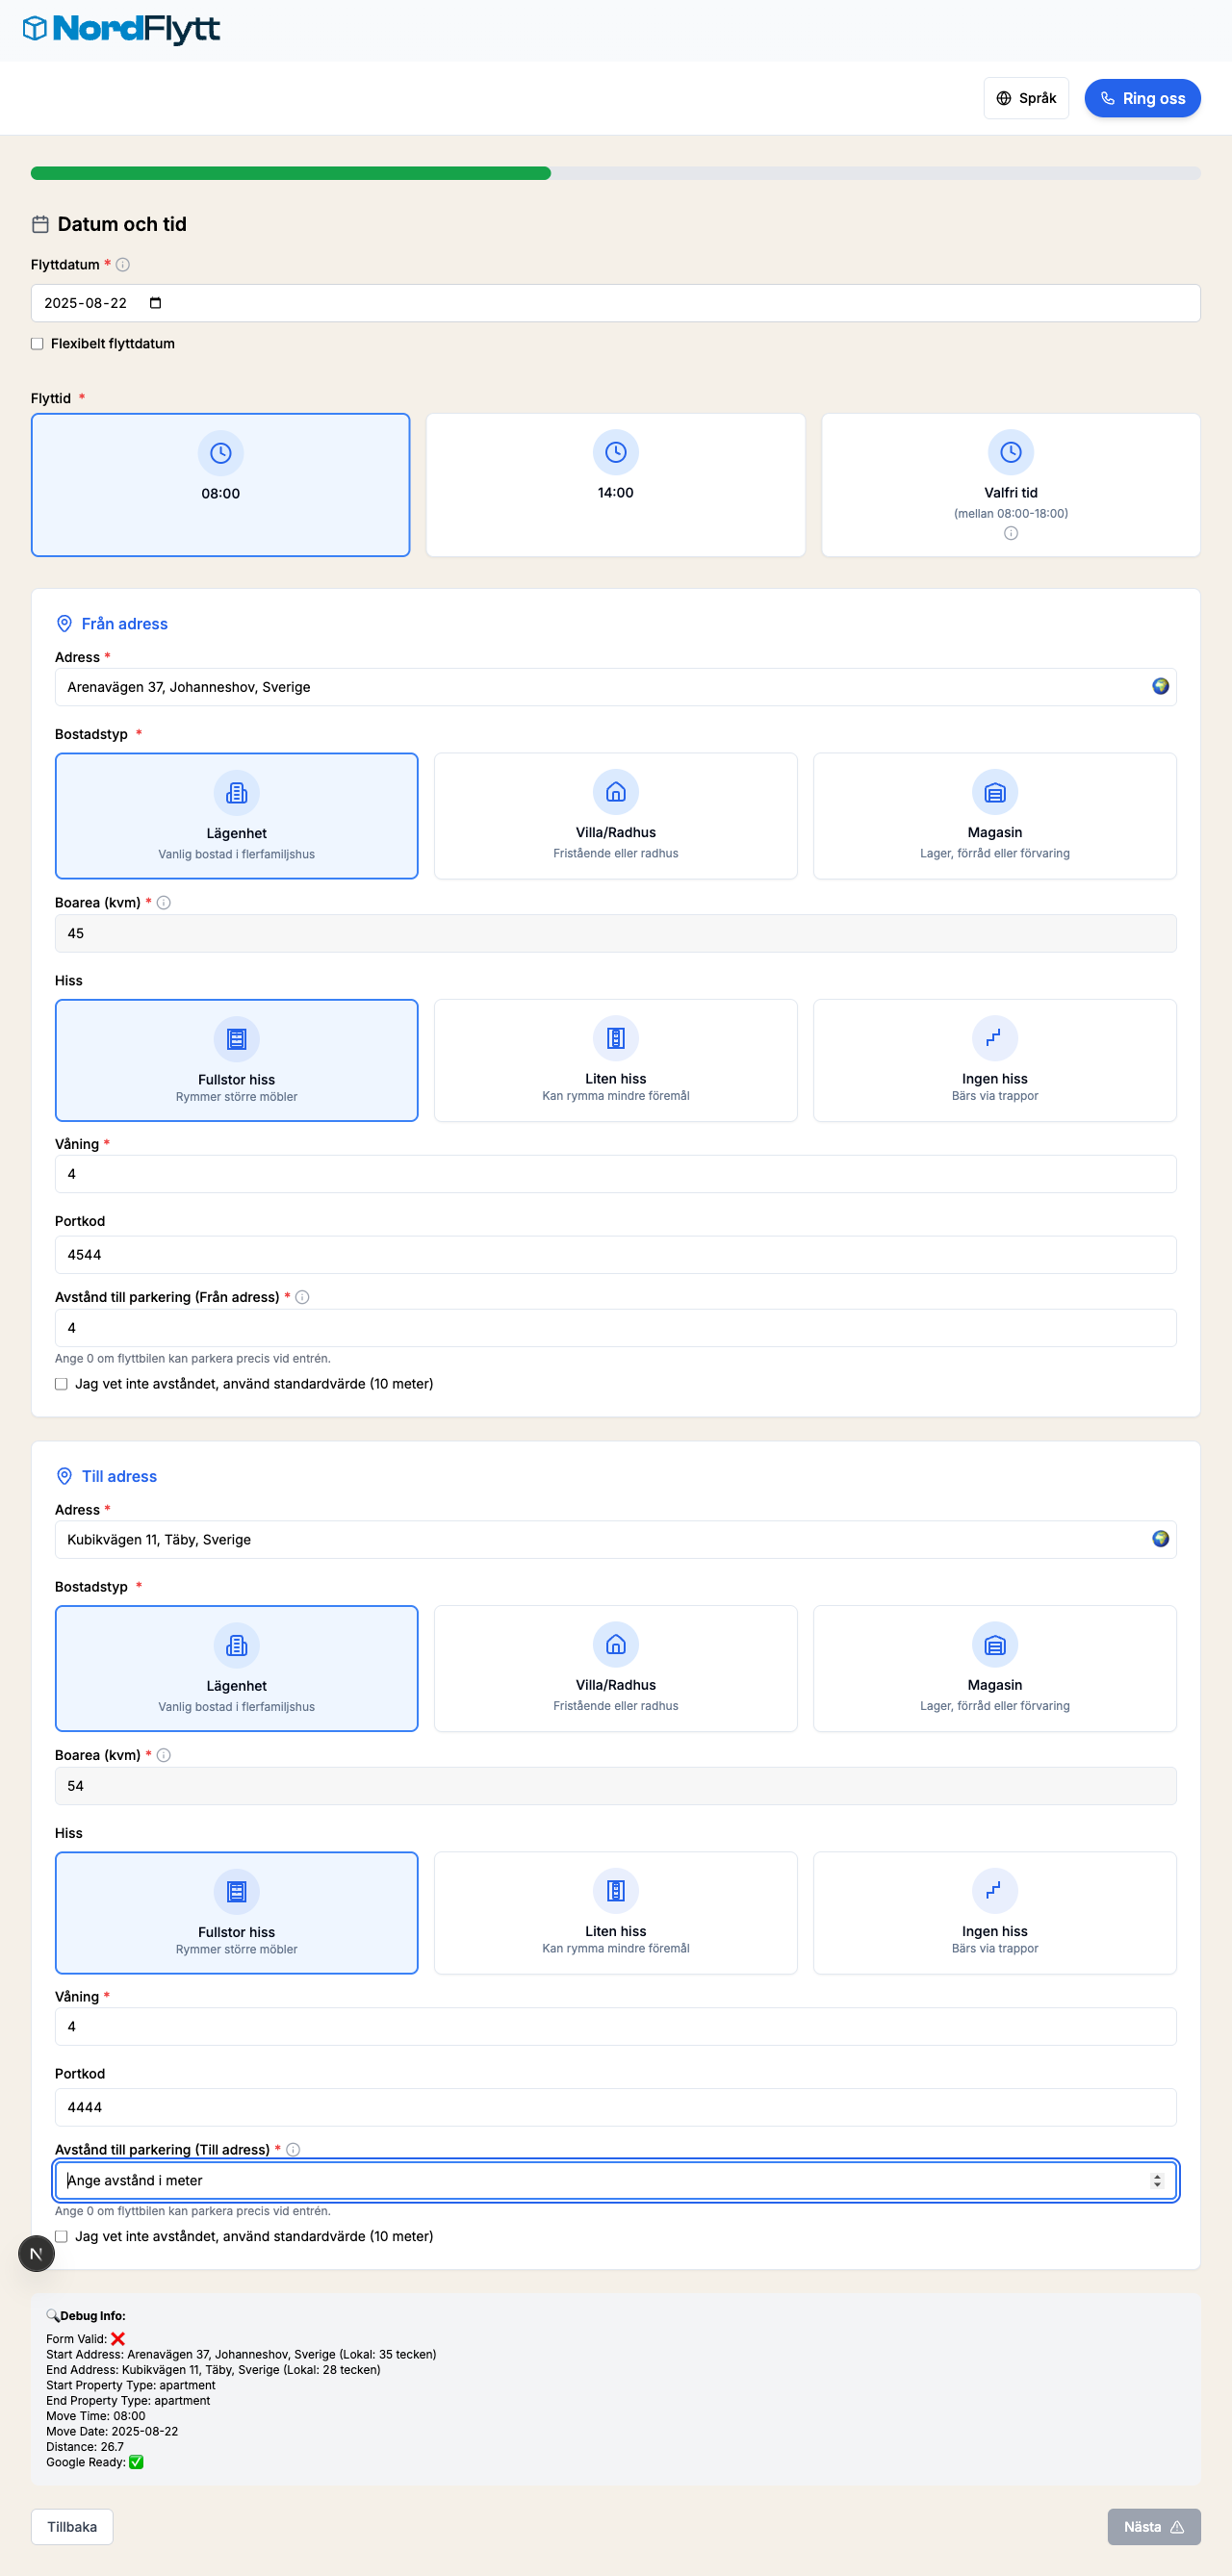 NordFlytt
Språk
Ring oss
Datum och tid
Flyttdatum *
2025-08-22
Flexibelt flyttdatum
Flyttid *
08:00
14:00
Valfri tid
(mellan 08:00-18:00)
Från adress
Adress *
Arenavägen 37, Johanneshov, Sverige
Bostadstyp *
Lägenhet
Vanlig bostad i flerfamiljshus
Villa/Radhus
Fristående eller radhus
Magasin
Lager, förråd eller förvaring
Boarea (kvm) *
45
Hiss
Fullstor hiss
Rymmer större möbler
Liten hiss
Kan rymma mindre föremål
Ingen hiss
Bärs via trappor
Våning *
4
Portkod
4544
Avstånd till parkering (Från adress) *
4
Ange 0 om flyttbilen kan parkera precis vid entrén.
Jag vet inte avståndet, använd standardvärde (10 meter)
Till adress
Adress *
Kubikvägen 11, Täby, Sverige
Bostadstyp *
Lägenhet
Vanlig bostad i flerfamiljshus
Villa/Radhus
Fristående eller radhus
Magasin
Lager, förråd eller förvaring
Boarea (kvm) *
54
Hiss
Fullstor hiss
Rymmer större möbler
Liten hiss
Kan rymma mindre föremål
Ingen hiss
Bärs via trappor
Våning *
4
Portkod
4444
Avstånd till parkering (Till adress) *
Ange avstånd i meter
Ange 0 om flyttbilen kan parkera precis vid entrén.
Jag vet inte avståndet, använd standardvärde (10 meter)
N
🔍Debug Info:
Form Valid: ❌
Start Address: Arenavägen 37, Johanneshov, Sverige (Lokal: 35 tecken)
End Address: Kubikvägen 11, Täby, Sverige (Lokal: 28 tecken)
Start Property Type: apartment
End Property Type: apartment
Move Time: 08:00
Move Date: 2025-08-22
Distance: 26.7
Google Ready: ✅
Tillbaka
Nästa